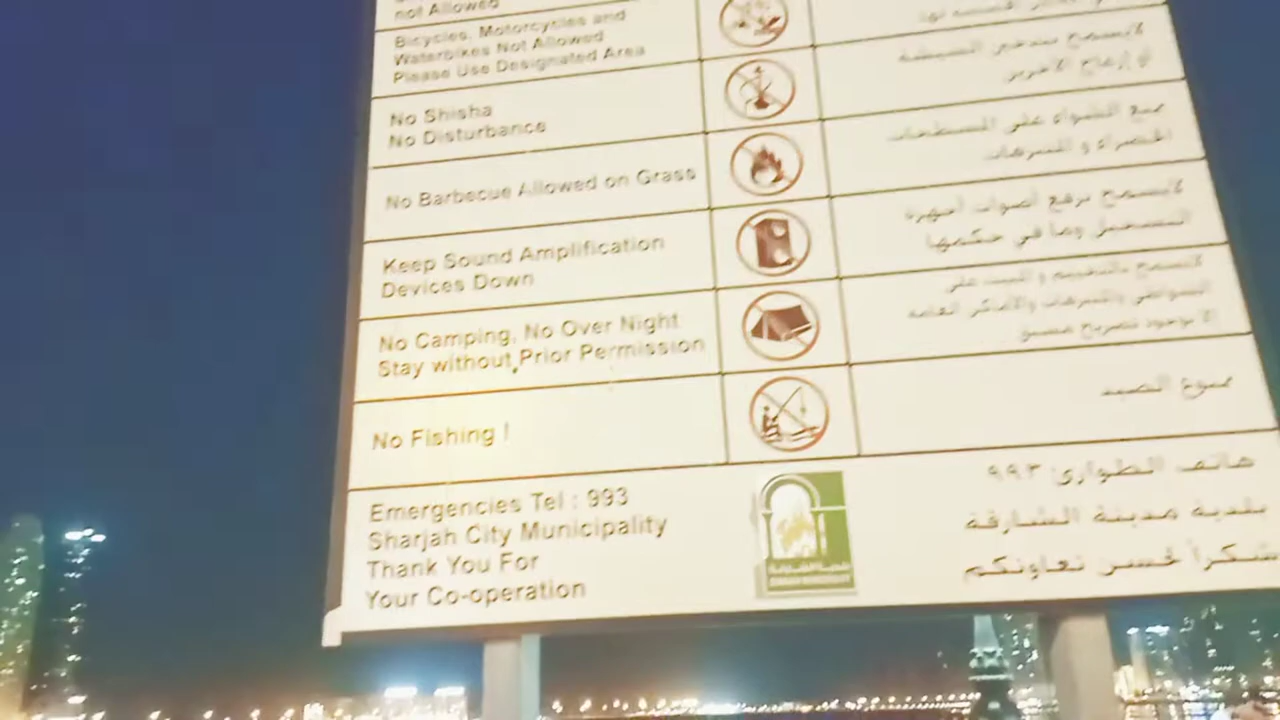 not Allowed
Bicycles, Motorcycles and
Waterbikes Not Allowed
Please Use Designated Area
No Shisha
No Disturbance
لايسمح بتدخين الشيشة
أو إزعاج الآخرين
No Barbecue Allowed on Grass
يمنع الشواء على المسطحات
الخضراء و المتنزهات
Keep Sound Amplification
Devices Down
لايسمح برفع أصوات أجهزة
التسجيل وما في حكمها
No Camping, No Over Night
Stay without Prior Permission
لايسمح بالتخييم و المبيت على
الشواطئ والمتنزهات والأماكن العامة
إلا بوجود تصريح مسبق
No Fishing !
ممنوع الصيد
Emergencies Tel : 993
Sharjah City Municipality
Thank You For
Your Co-operation
هاتف الطوارئ: ٩٩٣
بلدية مدينة الشارقة
شكراً لحسن تعاونكم